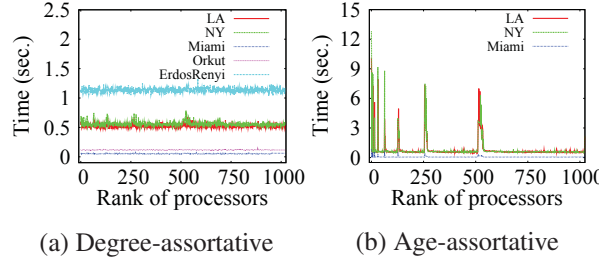 2.5
2
1.5
1
0.5
0
Time (sec.)
LA
NY
Miami
Orkut
ErdosRenyi
0 250 500 750 1000
Rank of processors
(a) Degree-assortative
15
12
9
6
3
0
Time (sec.)
LA
NY
Miami
0 250 500 750 1000
Rank of processors
(b) Age-assortative